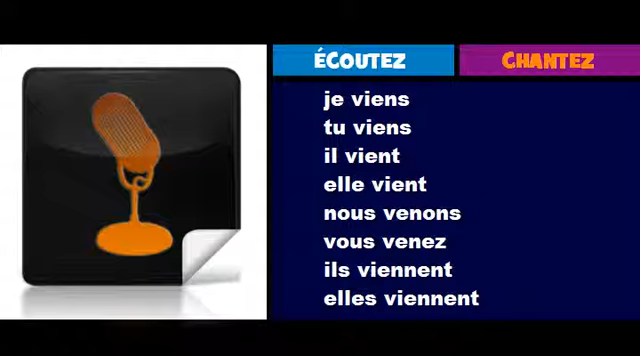 ÉCOUTEZ CHANTEZ
je viens
tu viens
il vient
elle vient
nous venons
vous venez
ils viennent
elles viennent